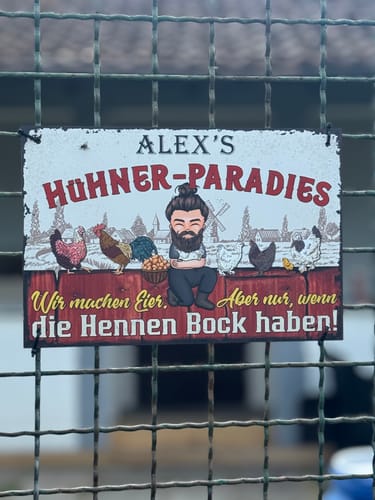 ALEX'S
HÜHNER-PARADIES
Wir machen Eier. Aber nur, wenn
die Hennen Bock haben!